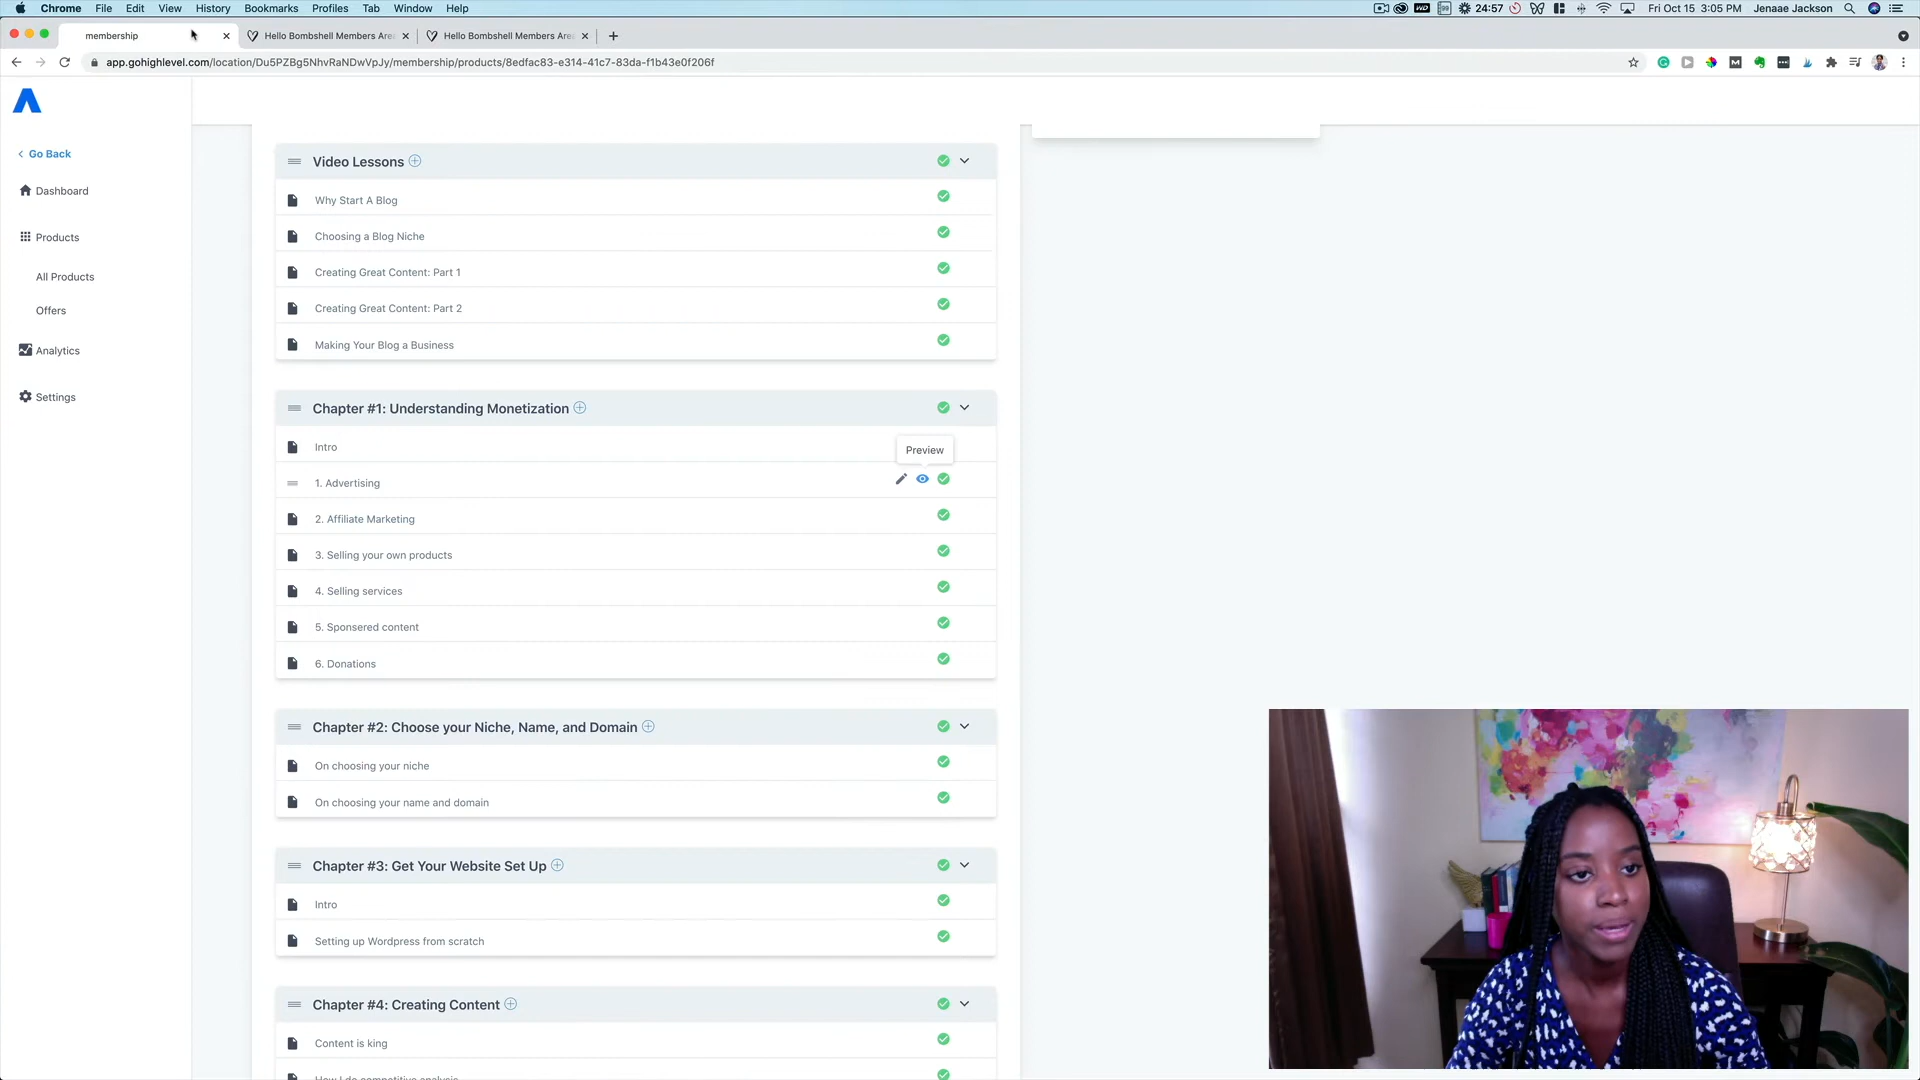 Chrome File Edit View History Bookmarks Profiles Tab Window Help
24:57 Fri Oct 15 3:05 PM Jenaae Jackson
membership
Hello Bombshell Members Are
Hello Bombshell Members Are
app.gohighlevel.com/location/Du5PZBg5NhvRaNDwVpJy/membership/products/8edfac83-e314-41c7-83da-f1b43e0f206f
Go Back
Dashboard
Products
All Products
Offers
Analytics
Settings
Video Lessons
Why Start A Blog
Choosing a Blog Niche
Creating Great Content: Part 1
Creating Great Content: Part 2
Making Your Blog a Business
Chapter #1: Understanding Monetization
Intro
Preview
1. Advertising
2. Affiliate Marketing
3. Selling your own products
4. Selling services
5. Sponsered content
6. Donations
Chapter #2: Choose your Niche, Name, and Domain
On choosing your niche
On choosing your name and domain
Chapter #3: Get Your Website Set Up
Intro
Setting up Wordpress from scratch
Chapter #4: Creating Content
Content is king
How I do competitive analysis